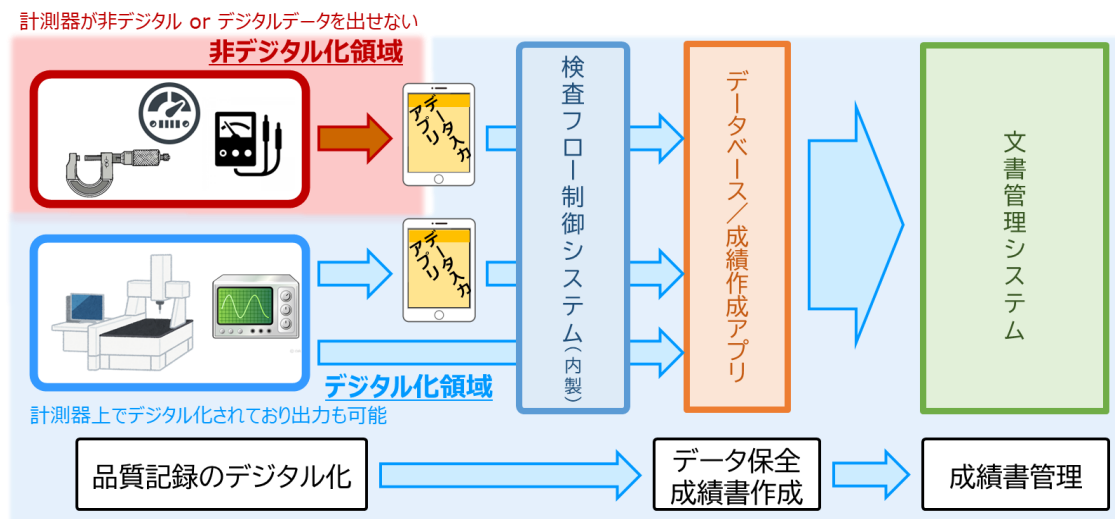 計測器が非デジタル or デジタルデータを出せない
非デジタル化領域
データ入力
アプリ
データ入力
アプリ
検査フロー制御システム(内製)
データベース／成績作成アプリ
文書管理システム
デジタル化領域
計測器上でデジタル化されており出力も可能
品質記録のデジタル化
データ保全
成績書作成
成績書管理